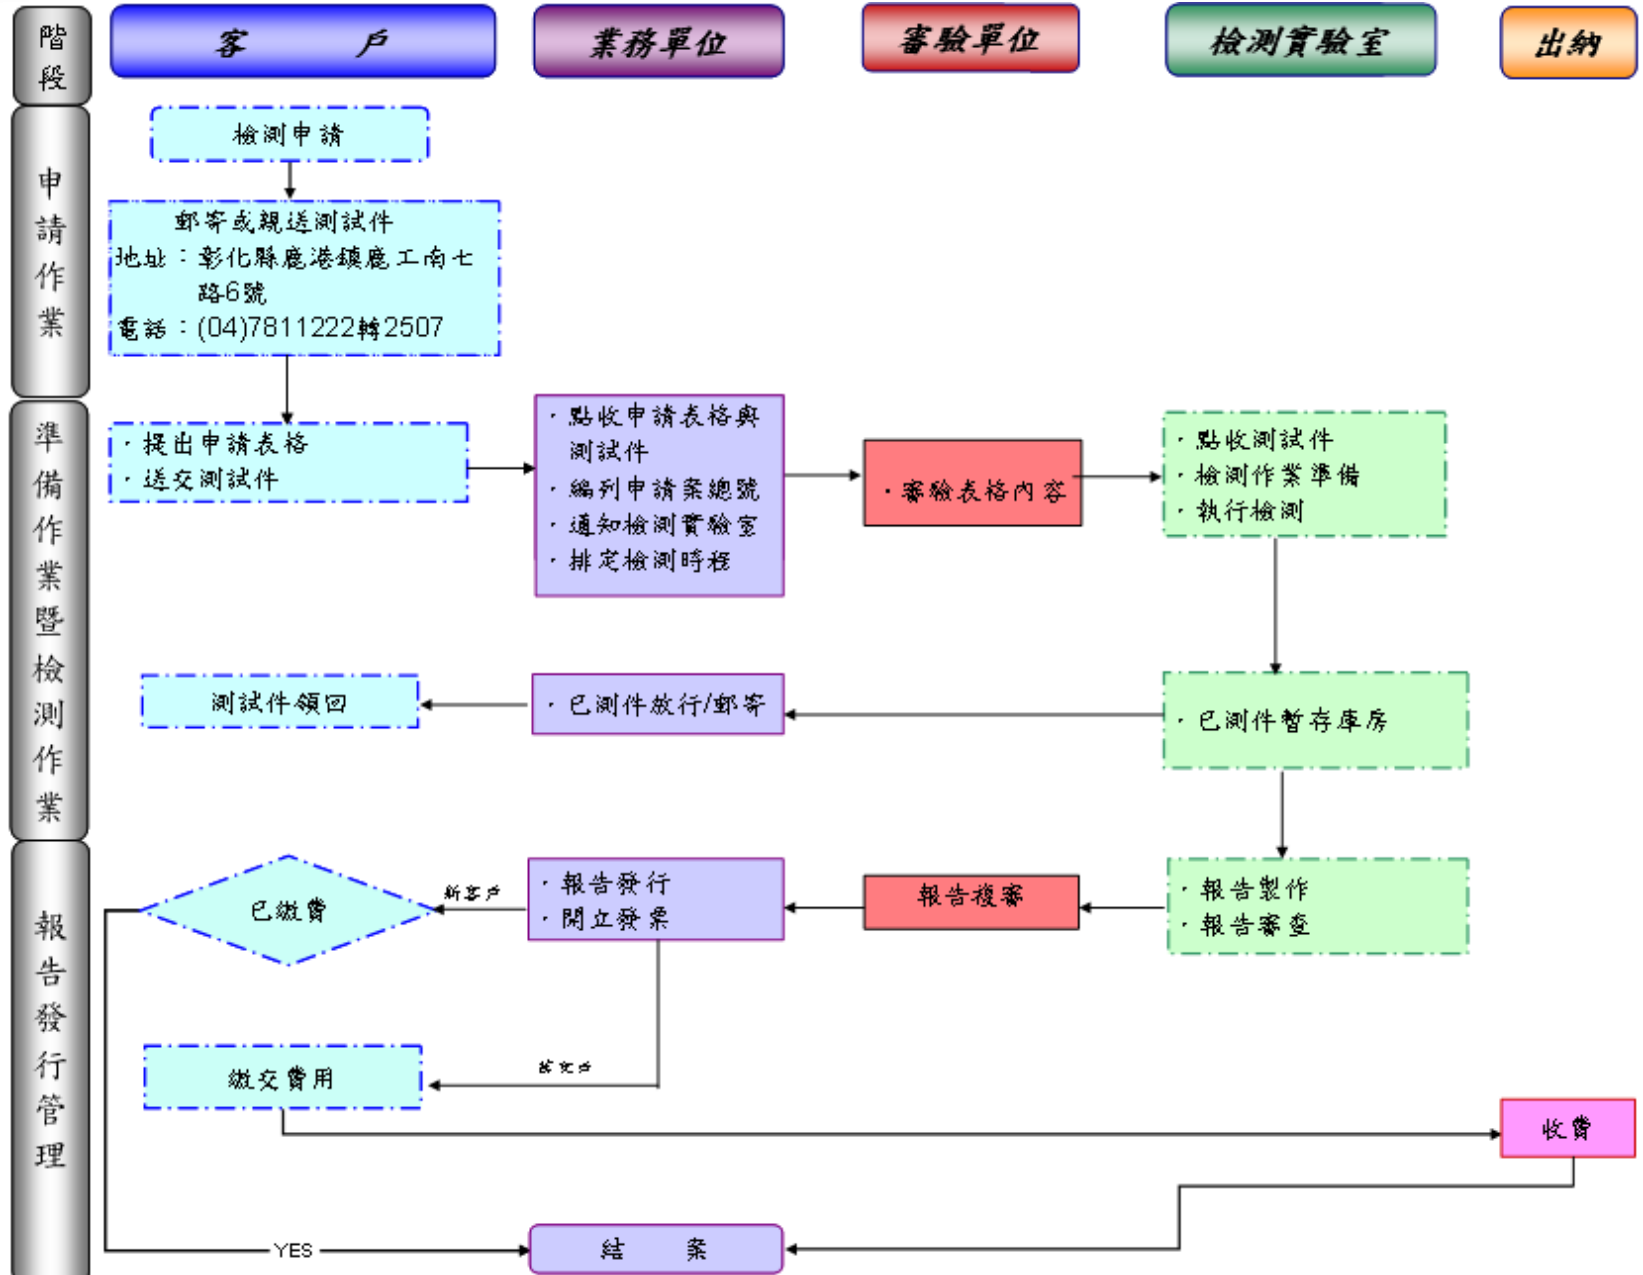 階段
客 戶
業務單位
審驗單位
檢測實驗室
出納
申請作業
檢測申請
郵寄或親送測試件
地址：彰化縣鹿港鎮鹿工南七
路6號
電話：(04)7811222轉2507
準備作業暨檢測作業
．提出申請表格
．送交測試件
．點收申請表格與
測試件
．編列申請案總號
．通知檢測實驗室
．排定檢測時程
．審驗表格內容
．點收測試件
．檢測作業準備
．執行檢測
測試件領回
．已測件放行/郵寄
．已測件暫存庫房
報告發行管理
已繳費
新客戶
．報告發行
．開立發票
報告複審
．報告製作
．報告審查
繳交費用
舊客戶
收費
YES
結 案